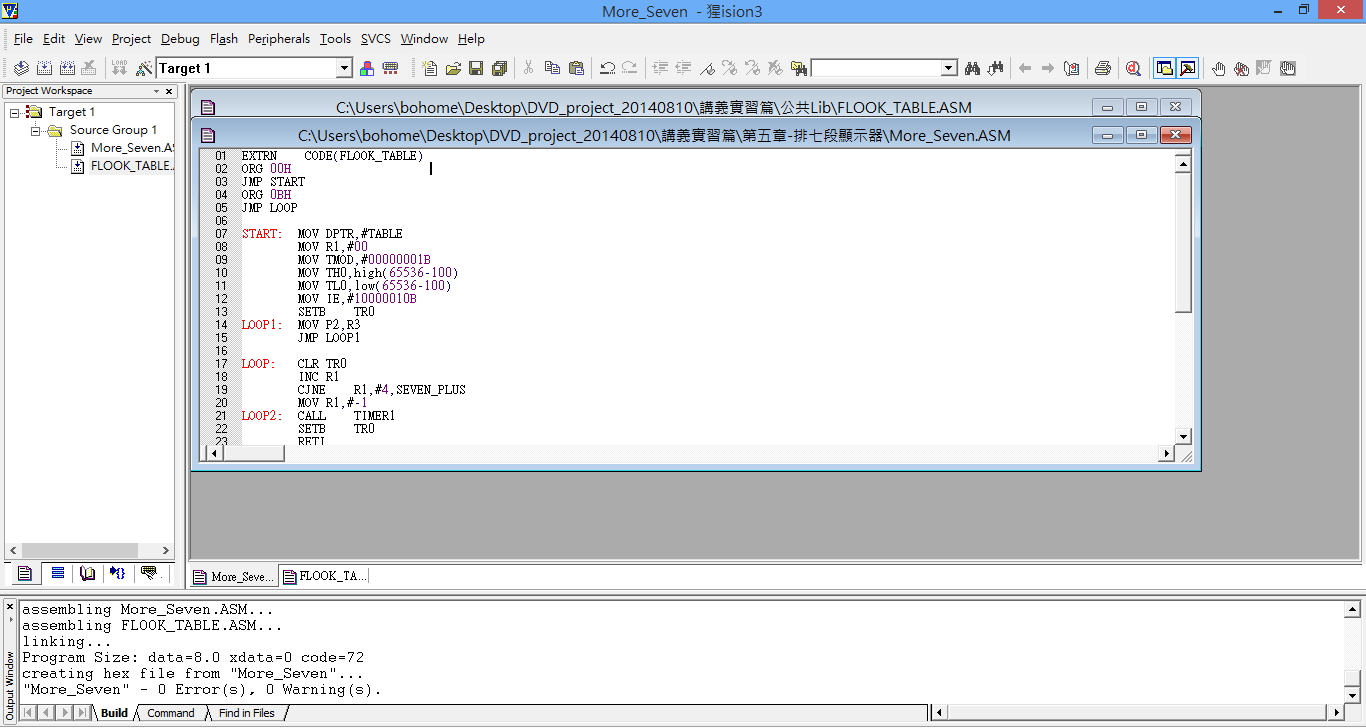 More_Seven - 猩ision3
File Edit View Project Debug Flash Peripherals Tools SVCS Window Help
LOAD
Target 1
Project Workspace
Target 1
Source Group 1
More_Seven.A
FLOOK_TABLE.
C:\Users\bohome\Desktop\DVD_project_20140810\講義實習篇\公共Lib\FLOOK_TABLE.ASM
C:\Users\bohome\Desktop\DVD_project_20140810\講義實習篇\第五章-排七段顯示器\More_Seven.ASM
01 EXTRN CODE(FLOOK_TABLE)
02 ORG 00H
03 JMP START
04 ORG 0BH
05 JMP LOOP
06
07 START: MOV DPTR,#TABLE
08 MOV R1,#00
09 MOV TMOD,#00000001B
10 MOV TH0,high(65536-100)
11 MOV TL0,low(65536-100)
12 MOV IE,#10000010B
13 SETB TR0
14 LOOP1: MOV P2,R3
15 JMP LOOP1
16
17 LOOP: CLR TR0
18 INC R1
19 CJNE R1,#4,SEVEN_PLUS
20 MOV R1,#-1
21 LOOP2: CALL TIMER1
22 SETB TR0
23 RETI
More_Seve... FLOOK_TA...
assembling More_Seven.ASM...
assembling FLOOK_TABLE.ASM...
linking...
Program Size: data=8.0 xdata=0 code=72
creating hex file from "More_Seven"...
"More_Seven" - 0 Error(s), 0 Warning(s).
Output Window
Build Command Find in Files